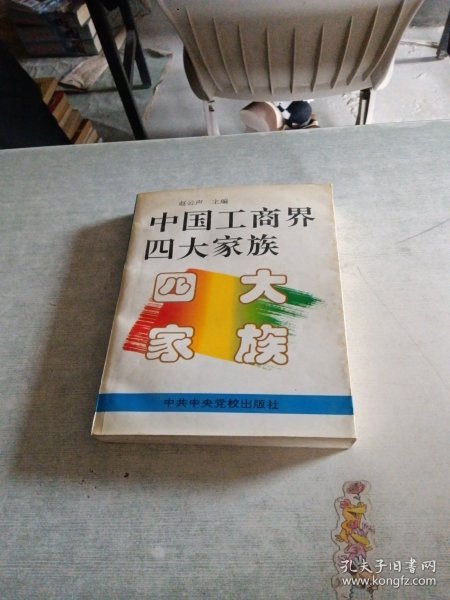 赵云声 主编
中国工商界
四大家族
四大
家族
中共中央党校出版社
孔夫子旧书网
www.kongfz.com